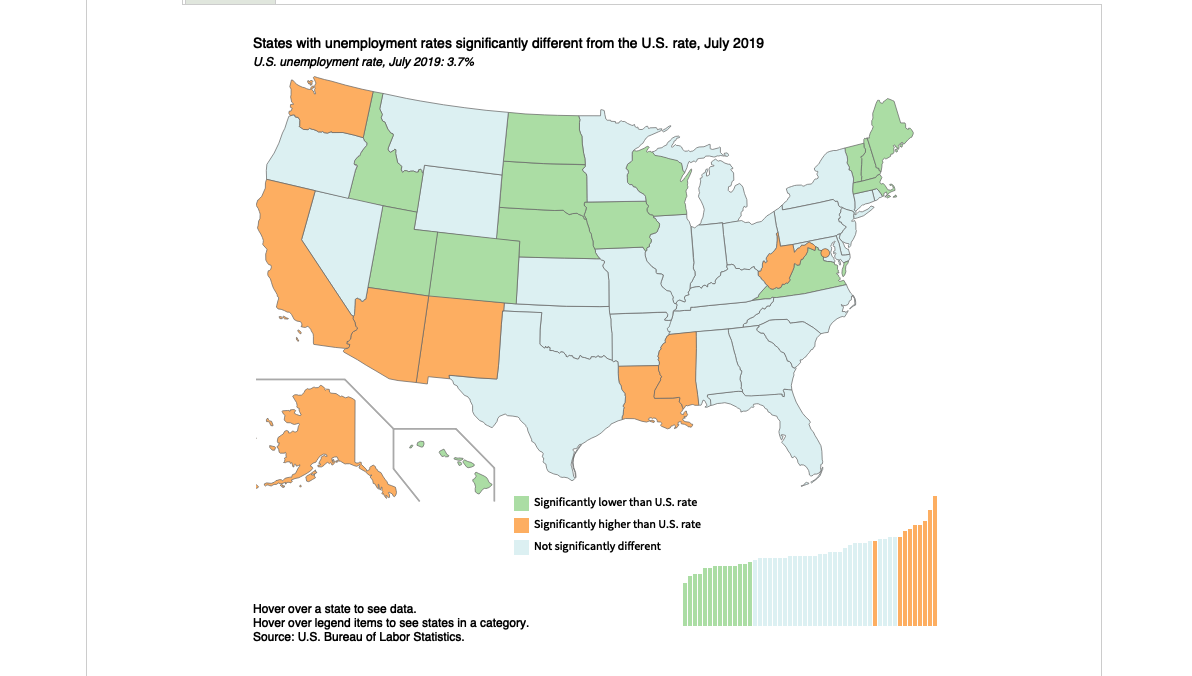 States with unemployment rates significantly different from the U.S. rate, July 2019
U.S. unemployment rate, July 2019: 3.7%
Significantly lower than U.S. rate
Significantly higher than U.S. rate
Not significantly different
Hover over a state to see data.
Hover over legend items to see states in a category.
Source: U.S. Bureau of Labor Statistics.